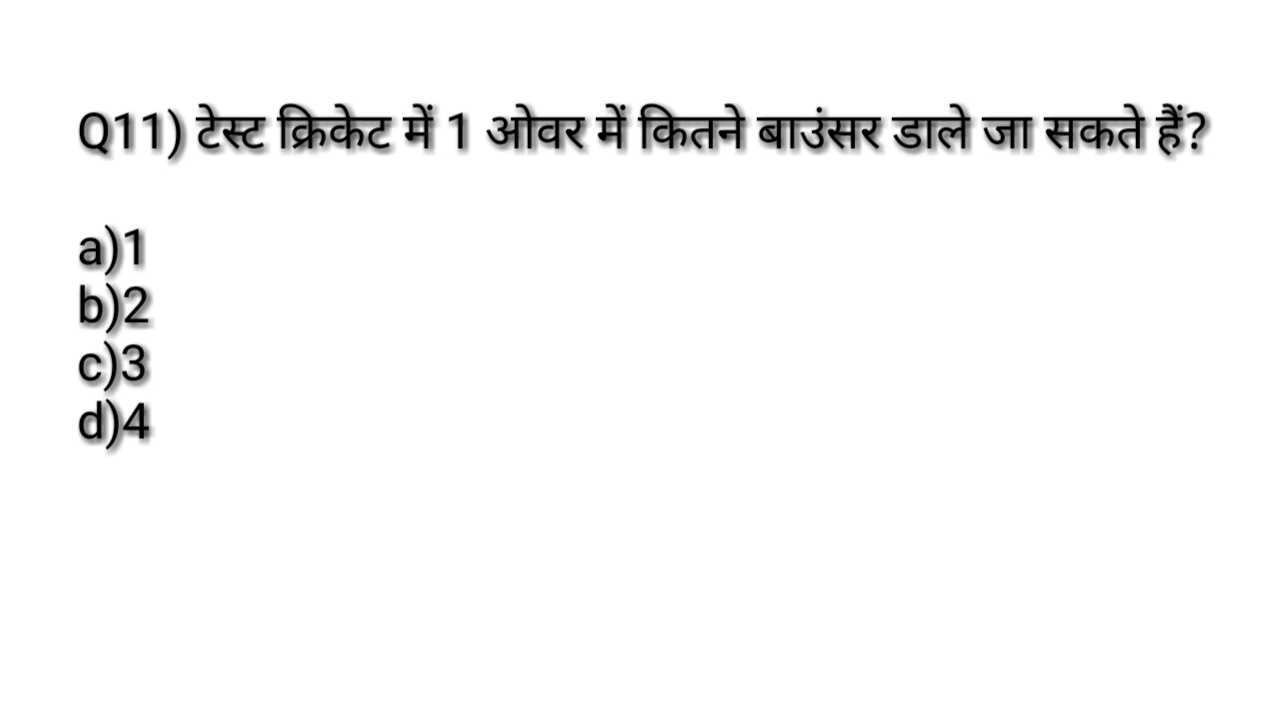 Q11) टेस्ट क्रिकेट में 1 ओवर में कितने बाउंसर डाले जा सकते हैं?
a)1
b)2
c)3
d)4